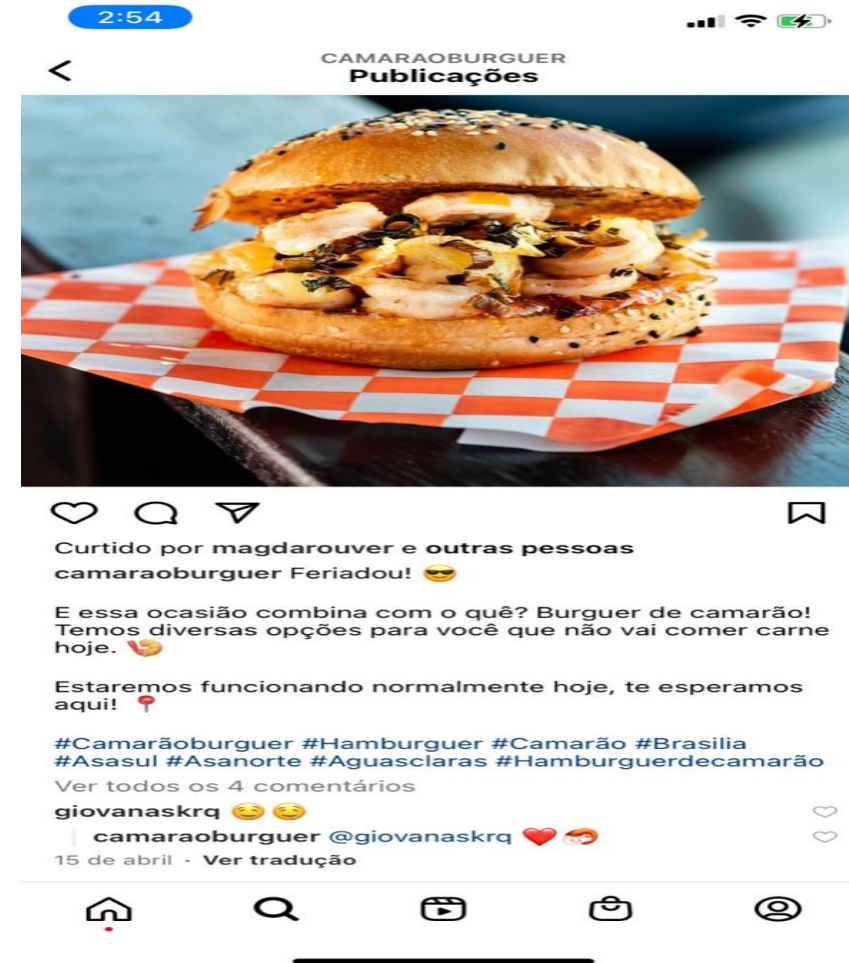 2:54
CAMARAOBURGUER
Publicações
Curtido por magdarouver e outras pessoas
camaraoburguer Feriadou! 😎
E essa ocasião combina com o quê? Burguer de camarão!
Temos diversas opções para você que não vai comer carne
hoje. 🍤
Estaremos funcionando normalmente hoje, te esperamos
aqui! 📍
#Camarãoburguer #Hamburguer #Camarão #Brasilia
#Asasul #Asanorte #Aguasclaras #Hamburguerdecamarão
Ver todos os 4 comentários
giovanaskrq 🤤 🤤
camaraoburguer @giovanaskrq ❤️ 🦐
15 de abril · Ver tradução